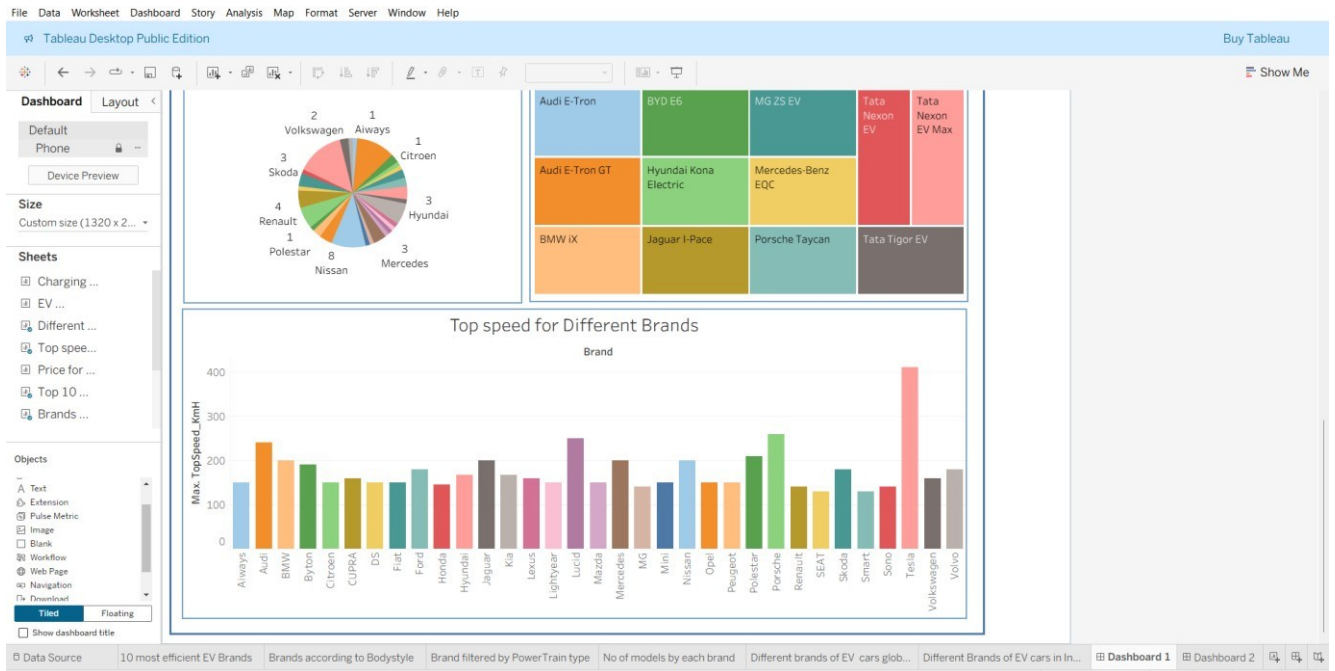 File Data Worksheet Dashboard Story Analysis Map Format Server Window Help
Tableau Desktop Public Edition
Buy Tableau
Show Me
Dashboard Layout
Default
Phone
Device Preview
Size
Custom size (1320 x 2...
Sheets
Charging ...
EV ...
Different ...
Top spee...
Price for ...
Top 10 ...
Brands ...
Objects
Text
Extension
Pulse Metric
Image
Blank
Workflow
Web Page
Navigation
Download
Tiled Floating
Show dashboard title
2
Volkswagen
1
Aiways
1
Citroen
3
Hyundai
3
Mercedes
8
Nissan
1
Polestar
4
Renault
3
Skoda
Audi E-Tron
BYD E6
MG ZS EV
Tata
Nexon
EV
Tata
Nexon
EV Max
Audi E-Tron GT
Hyundai Kona
Electric
Mercedes-Benz
EQC
BMW iX
Jaguar I-Pace
Porsche Taycan
Tata Tigor EV
Top speed for Different Brands
Brand
Max. TopSpeed_KmH
400
300
200
100
0
Aiways
Audi
BMW
Byton
Citroen
CUPRA
DS
Fiat
Ford
Honda
Hyundai
Jaguar
Kia
Lexus
Lightyear
Lucid
Mazda
Mercedes
MG
Mini
Nissan
Opel
Peugeot
Polestar
Porsche
Renault
SEAT
Skoda
Smart
Sono
Tesla
Volkswagen
Volvo
Data Source 10 most efficient EV Brands Brands according to Bodystyle Brand filtered by PowerTrain type No of models by each brand Different brands of EV cars glob... Different Brands of EV cars in In... Dashboard 1 Dashboard 2